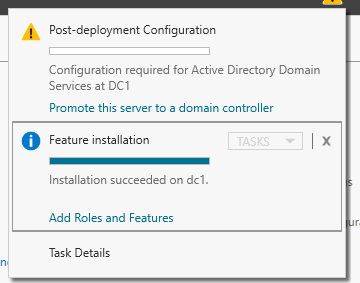 Post-deployment Configuration
Configuration required for Active Directory Domain
Services at DC1
Promote this server to a domain controller
Feature installation
TASKS
X
Installation succeeded on dc1.
Add Roles and Features
Task Details